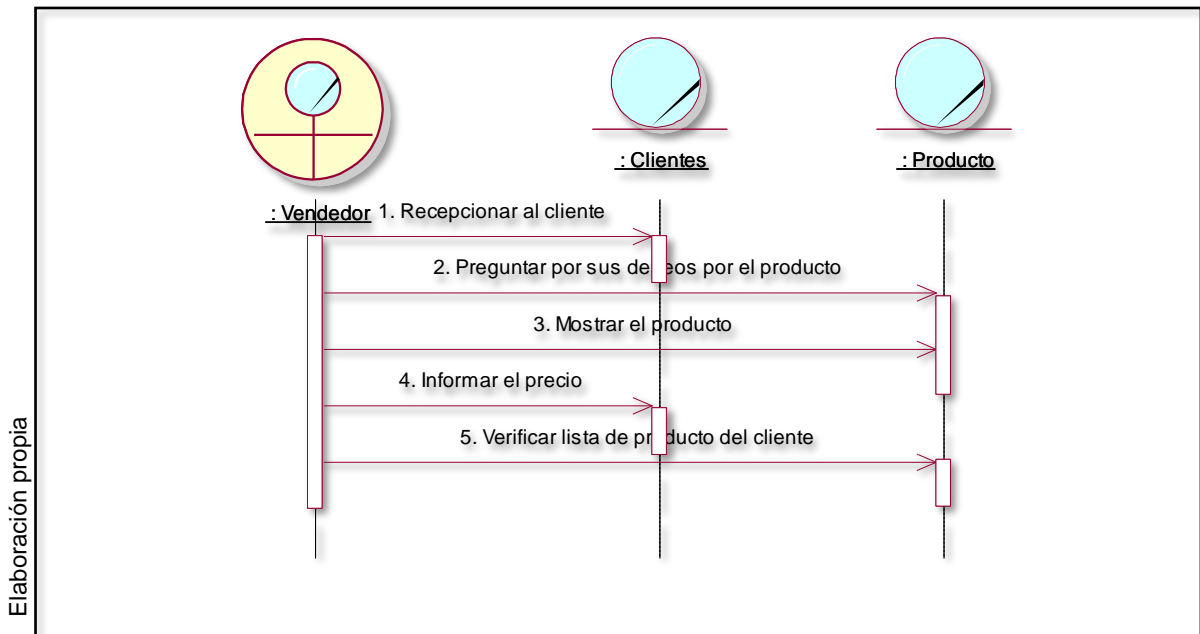 : Clientes
: Producto
: Vendedor
1. Recepcionar al cliente
2. Preguntar por sus deseos por el producto
3. Mostrar el producto
4. Informar el precio
5. Verificar lista de producto del cliente
Elaboración propia